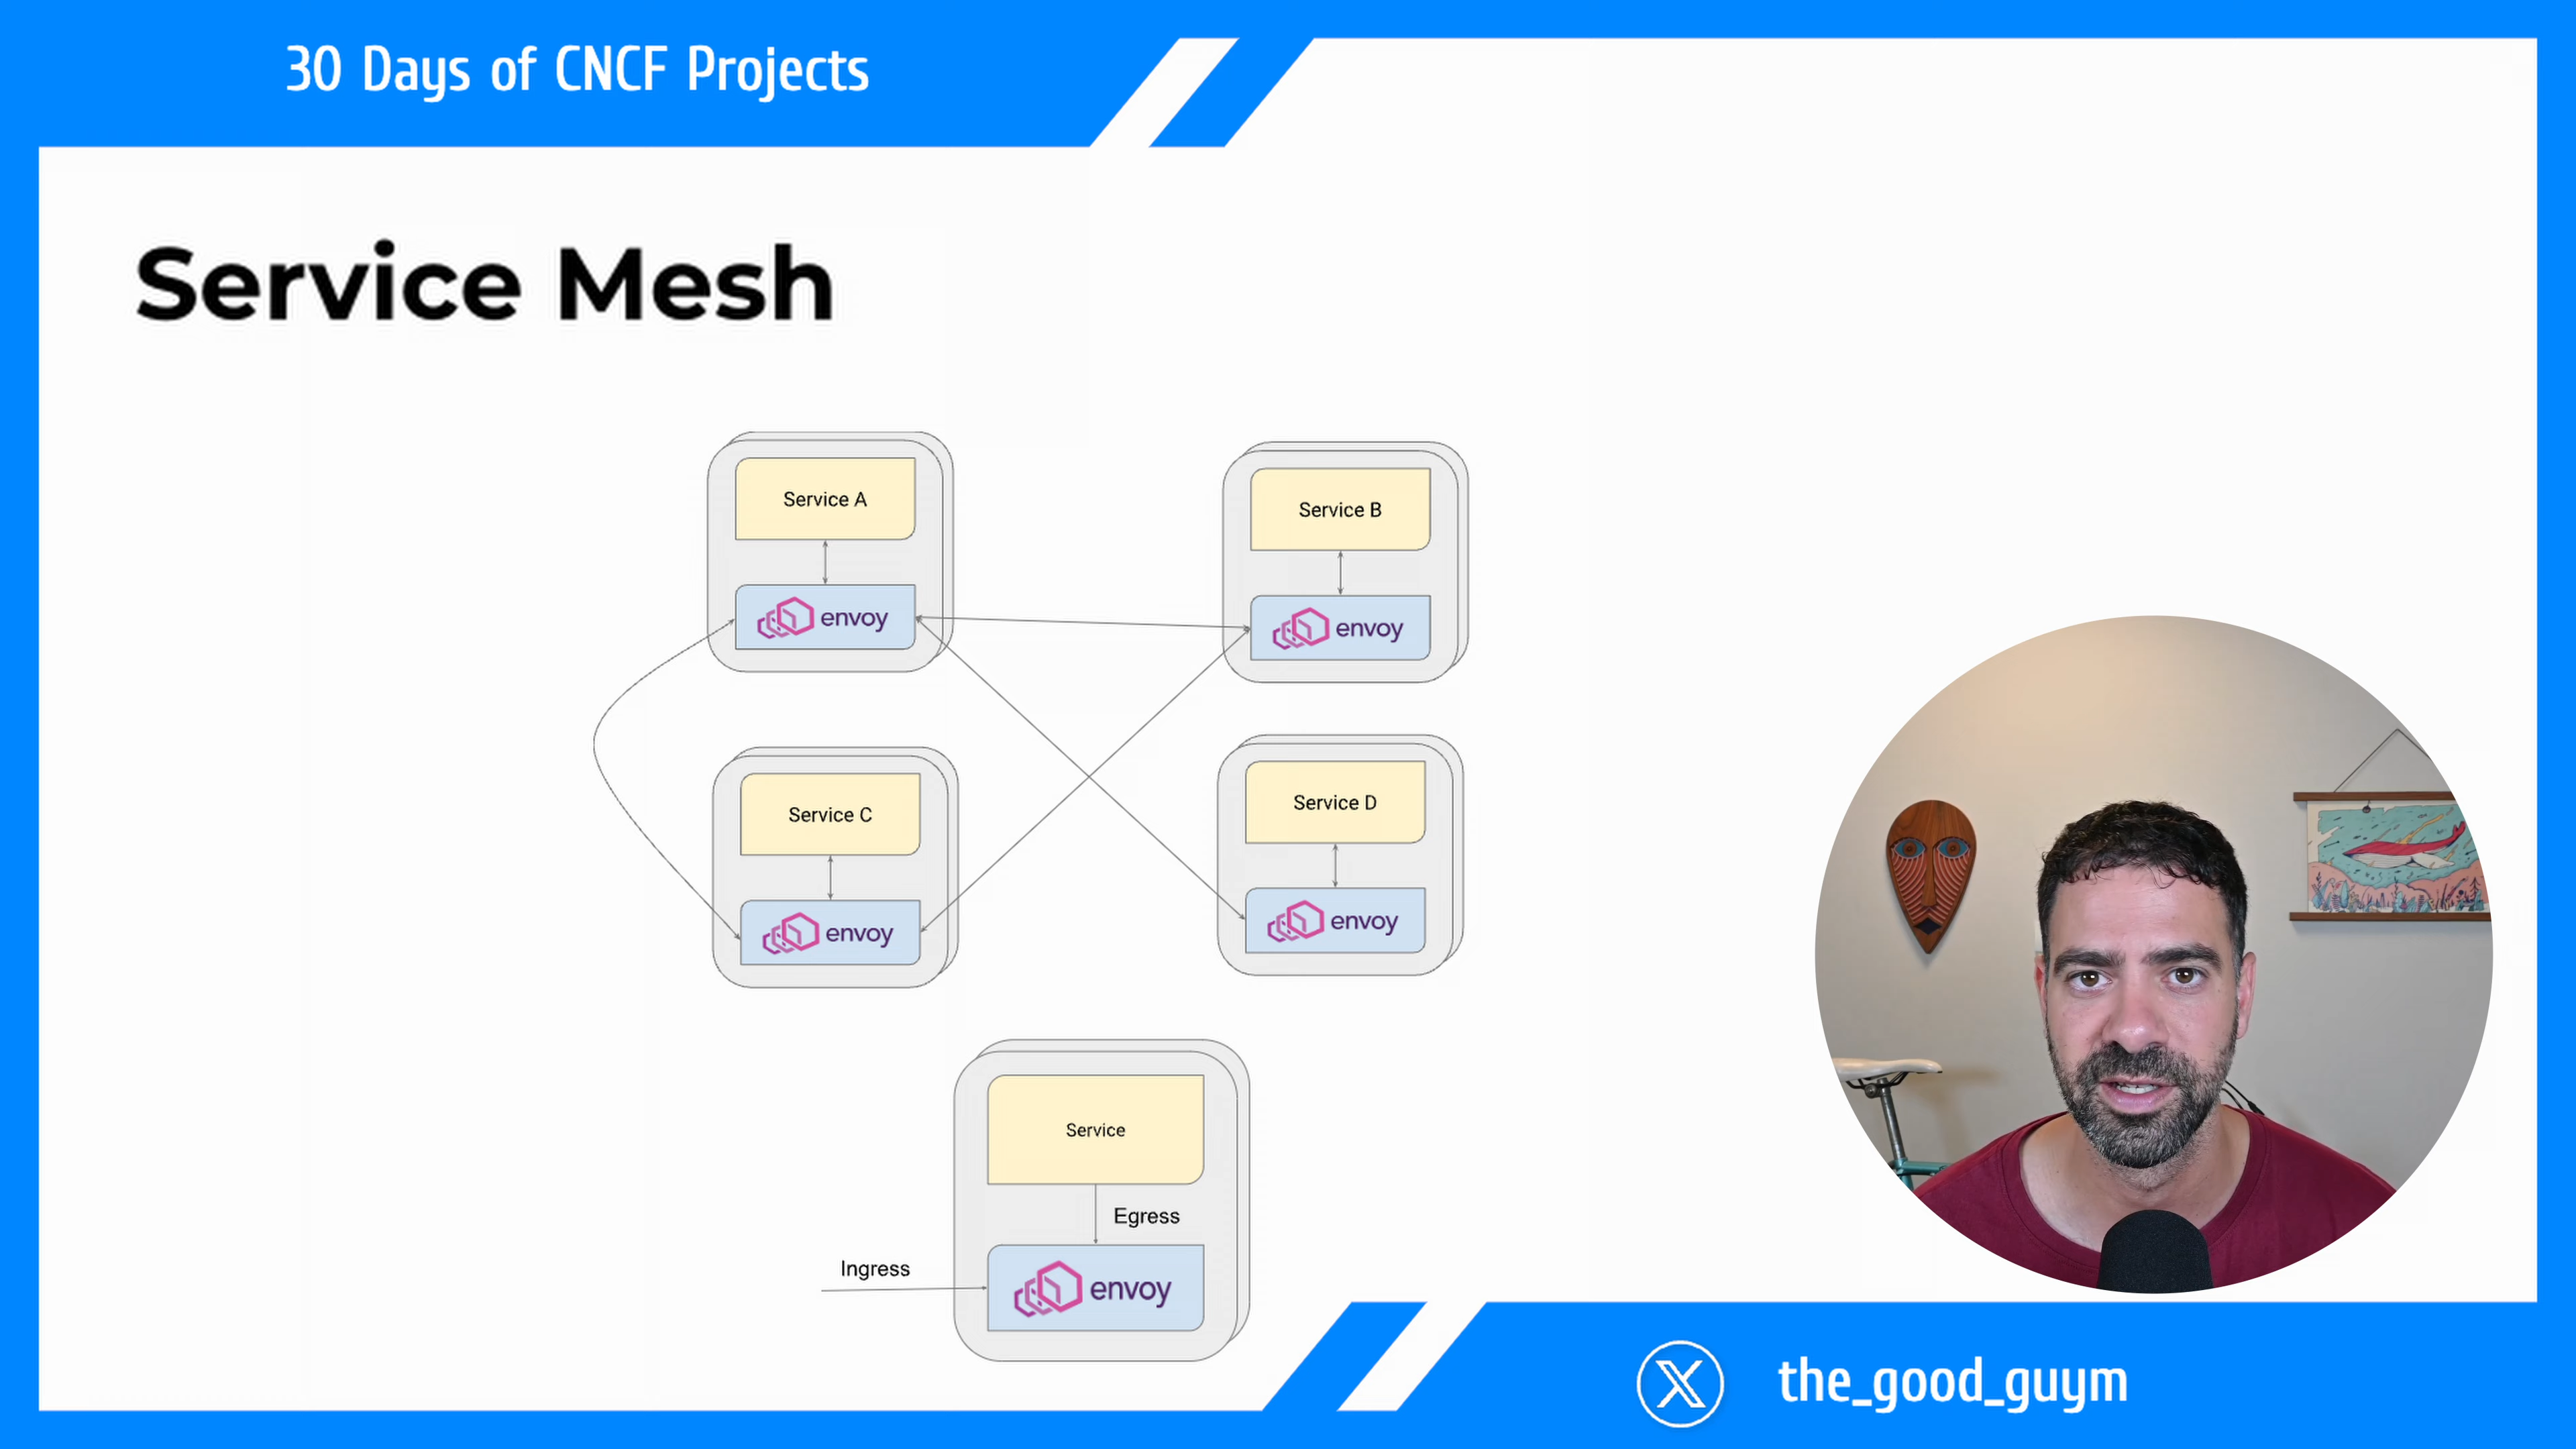 30 Days of CNCF Projects
Service Mesh
Service A
envoy
Service B
envoy
Service C
envoy
Service D
envoy
Service
Egress
Ingress
envoy
X the_good_guym